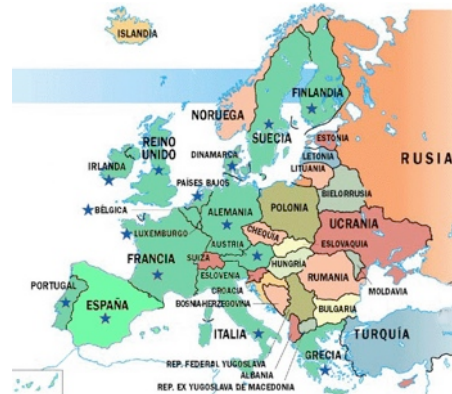 ISLANDIA
FINLANDIA
NORUEGA
SUECIA
ESTONIA
LETONIA
LITUANIA
RUSIA
REINO
UNIDO
DINAMARCA
IRLANDA
PAÍSES BAJOS
BIELORRUSIA
POLONIA
BÉLGICA
ALEMANIA
LUXEMBURGO
CHEQUIA
UCRANIA
ESLOVAQUIA
AUSTRIA
FRANCIA
SUIZA
HUNGRÍA
ESLOVENIA
RUMANIA
MOLDAVIA
CROACIA
BOSNIAHERZEGOVINA
BULGARIA
PORTUGAL
ESPAÑA
ITALIA
TURQUÍA
GRECIA
REP. FEDERAL YUGOSLAVA
ALBANIA
REP. EX YUGOSLAVA DE MACEDONIA